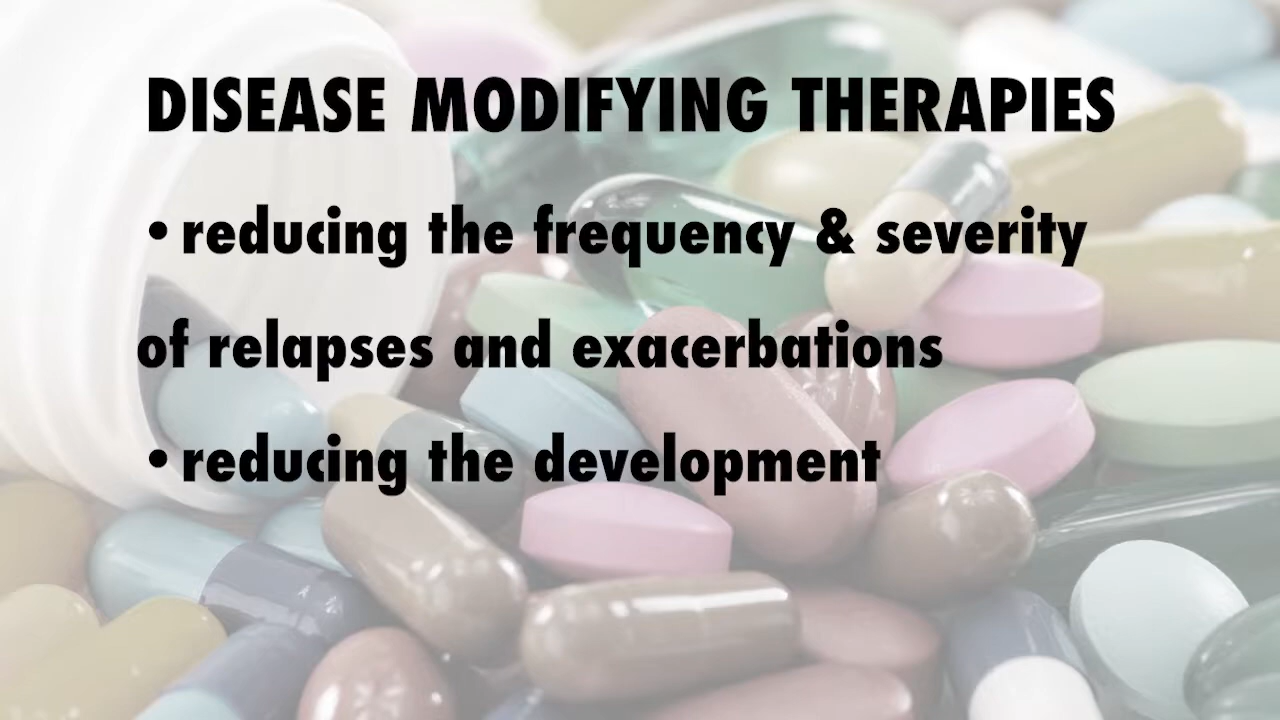 DISEASE MODIFYING THERAPIES
• reducing the frequency & severity
of relapses and exacerbations
• reducing the development